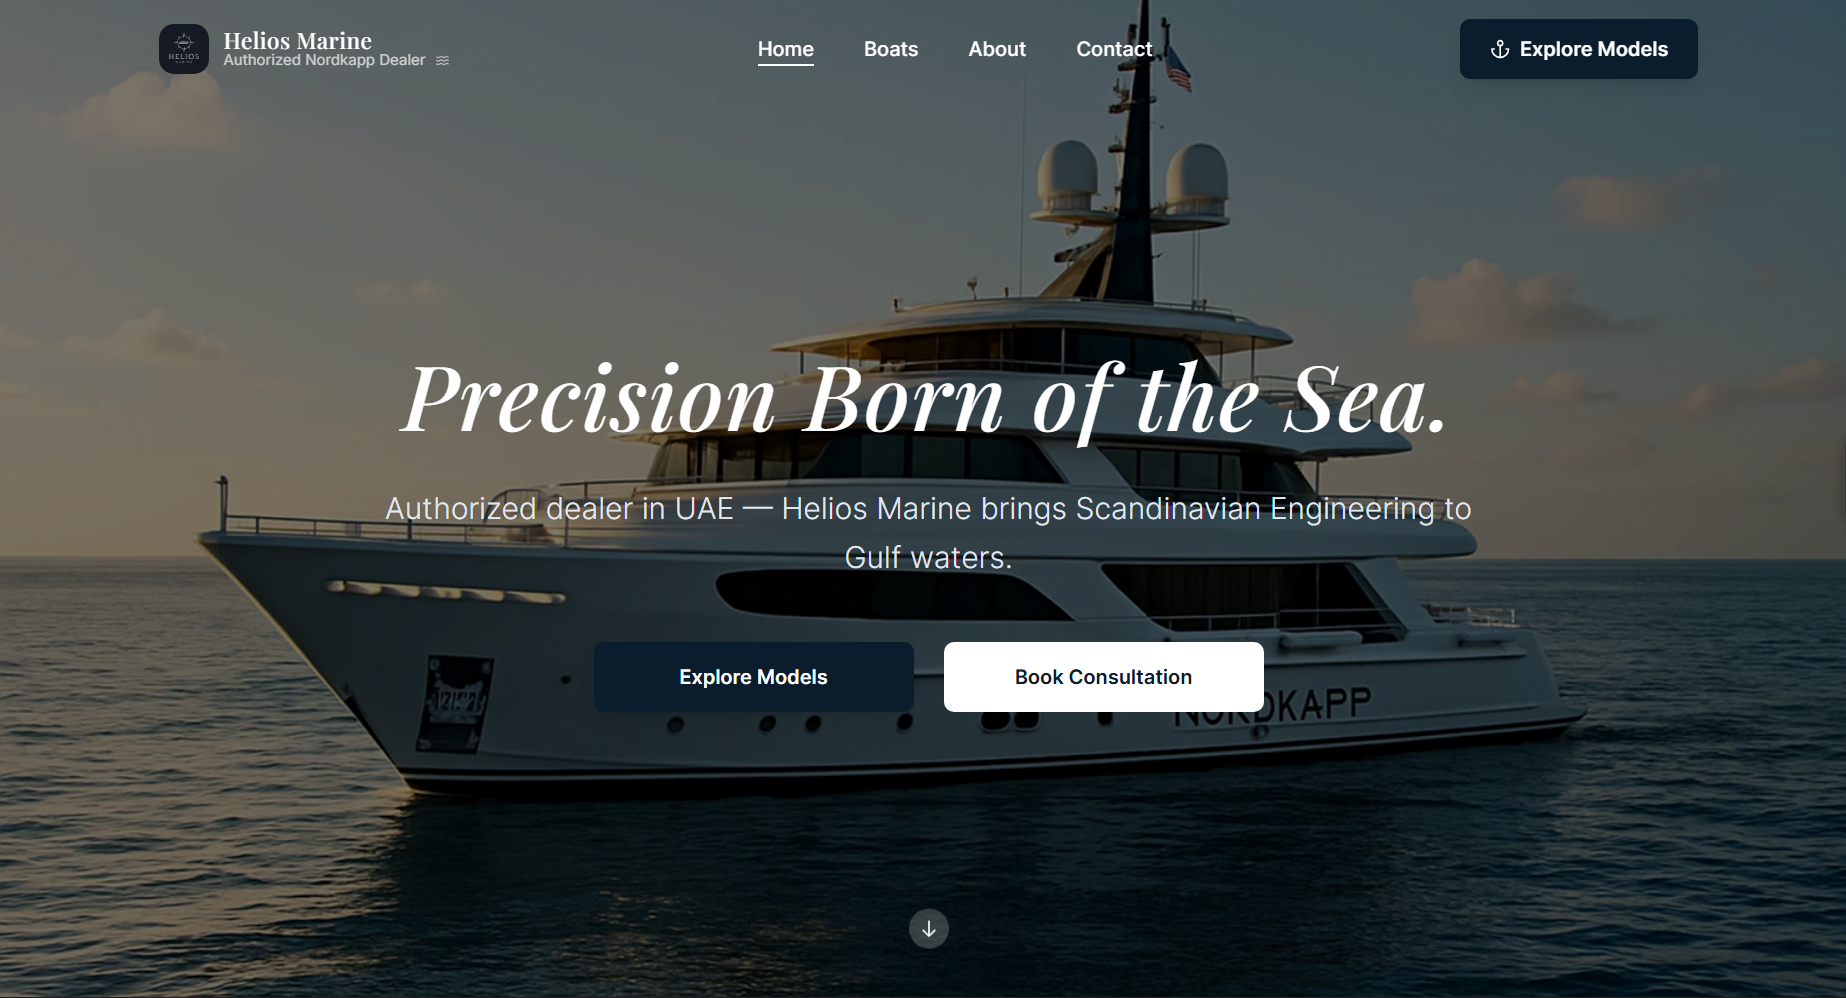 Helios Marine
Authorized Nordkapp Dealer
HELIOS
Home
Boats
About
Contact
Explore Models
Precision Born of the Sea.
Authorized dealer in UAE — Helios Marine brings Scandinavian Engineering to
Gulf waters.
Explore Models
Book Consultation
NORDKAPP